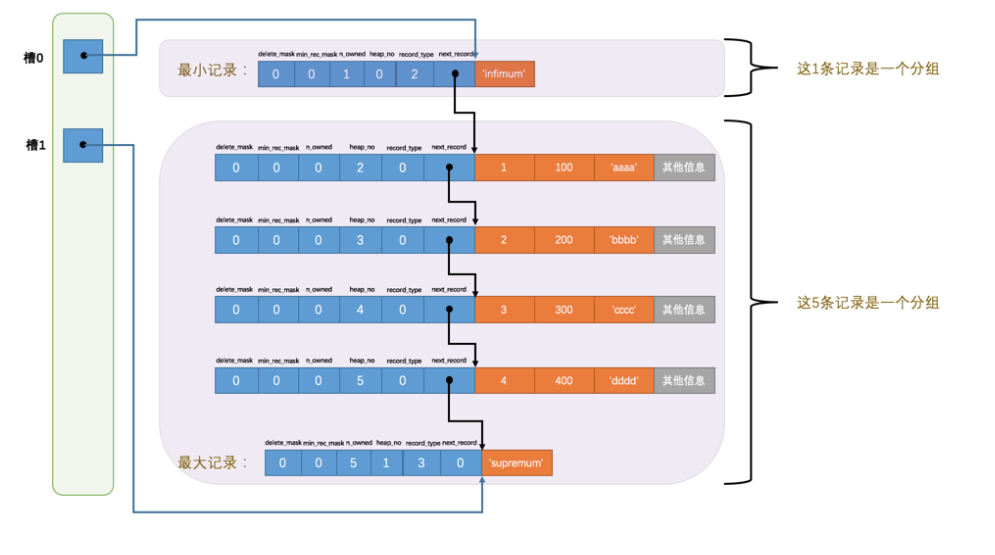 槽0
delete_mask min_rec_mask n_owned heap_no record_type next_record
最小记录： 0 0 1 0 2 'infimum'
这1条记录是一个分组
槽1
delete_mask min_rec_mask n_owned heap_no record_type next_record
0 0 0 2 0 1 100 'aaaa' 其他信息
delete_mask min_rec_mask n_owned heap_no record_type next_record
0 0 0 3 0 2 200 'bbbb' 其他信息
delete_mask min_rec_mask n_owned heap_no record_type next_record
0 0 0 4 0 3 300 'cccc' 其他信息
这5条记录是一个分组
delete_mask min_rec_mask n_owned heap_no record_type next_record
0 0 0 5 0 4 400 'dddd' 其他信息
delete_mask min_rec_mask n_owned heap_no record_type next_record
最大记录： 0 0 5 1 3 0 'supremum'